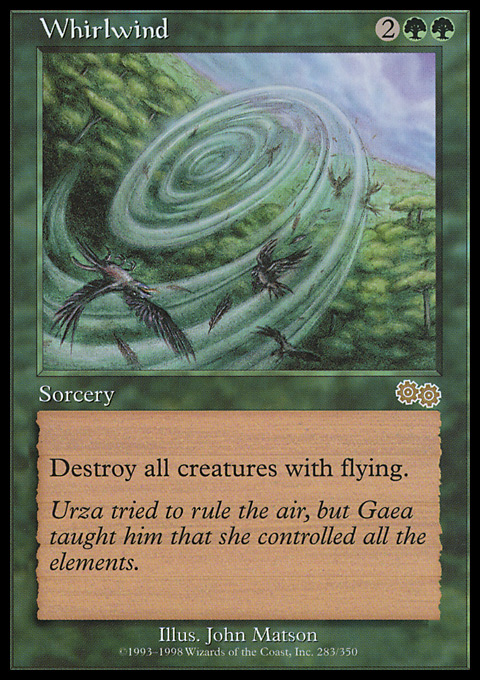 Whirlwind 2
Sorcery
Destroy all creatures with flying.
Urza tried to rule the air, but Gaea
taught him that she controlled all the
elements.
Illus. John Matson
©1993–1998 Wizards of the Coast, Inc. 283/350